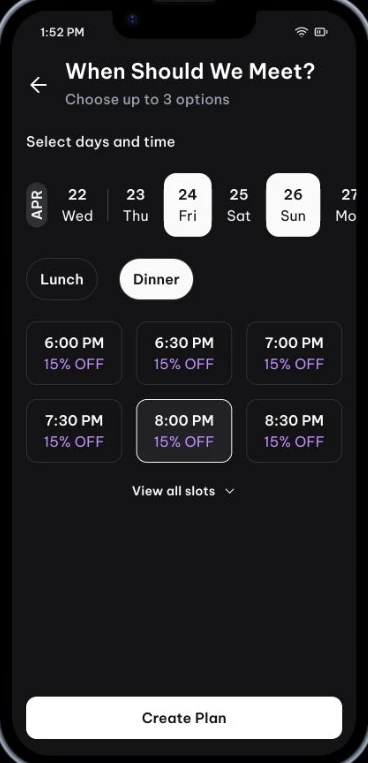 1:52 PM
When Should We Meet?
Choose up to 3 options
Select days and time
APR 22 23 24 25 26 27
Wed Thu Fri Sat Sun Mo
Lunch Dinner
6:00 PM 6:30 PM 7:00 PM
15% OFF 15% OFF 15% OFF
7:30 PM 8:00 PM 8:30 PM
15% OFF 15% OFF 15% OFF
View all slots
Create Plan